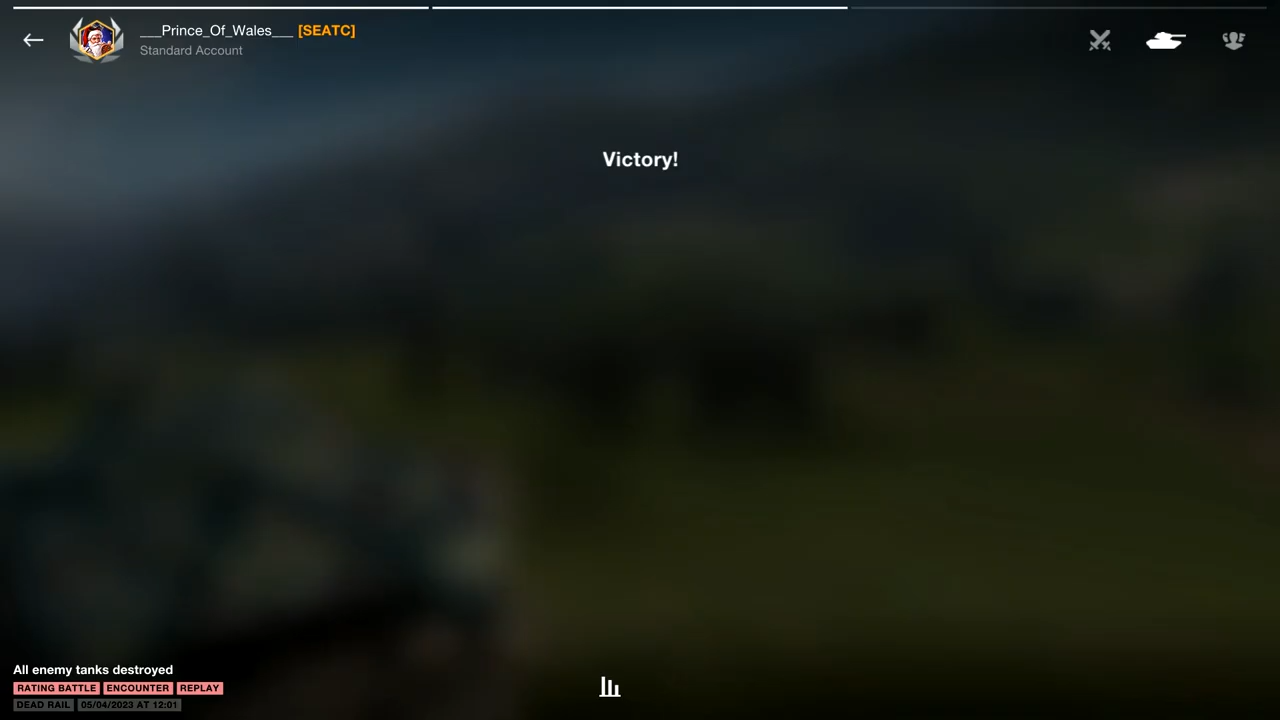 ___Prince_Of_Wales___ [SEATC]
Standard Account
Victory!
All enemy tanks destroyed
RATING BATTLE ENCOUNTER REPLAY
DEAD RAIL 05/04/2023 AT 12:01